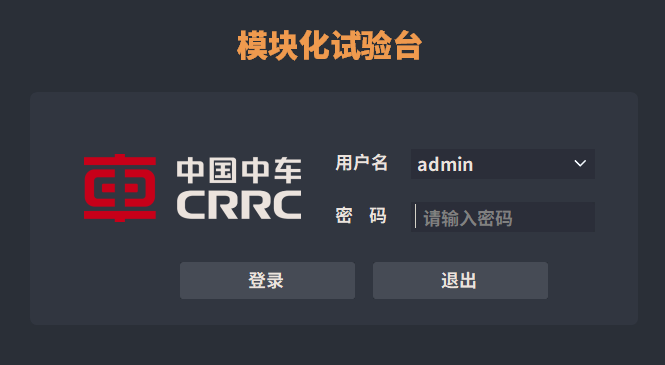 模块化试验台
中国中车
CRRC
用户名 admin
密 码 请输入密码
登录 退出